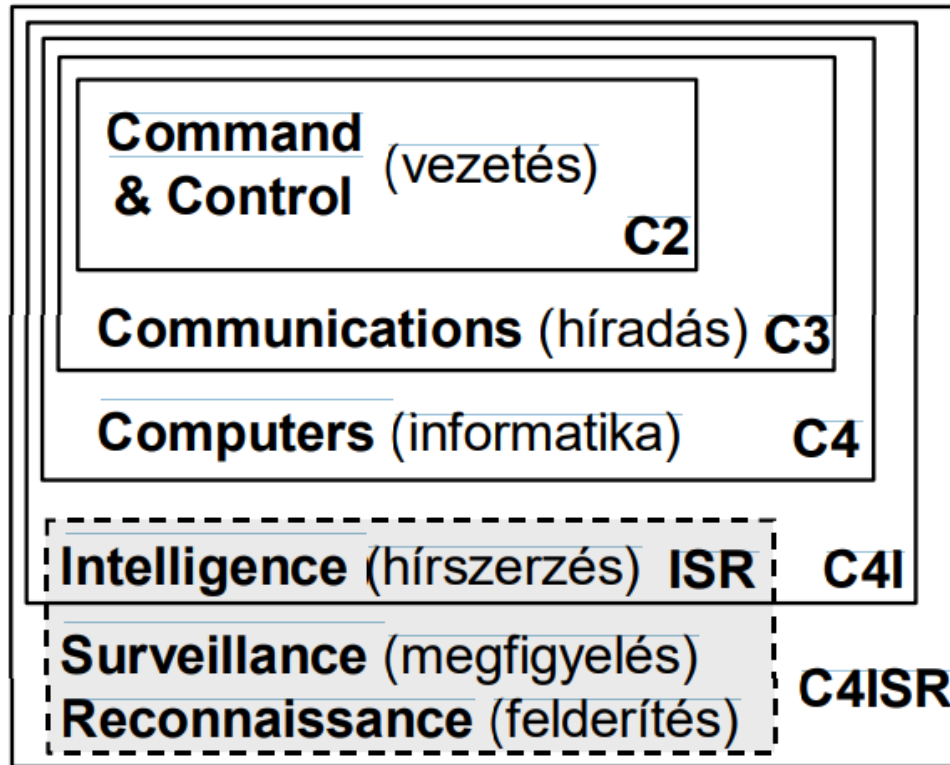 Command
& Control (vezetés)
C2
Communications (híradás) C3
Computers (informatika) C4
Intelligence (hírszerzés) ISR C4I
Surveillance (megfigyelés)
C4ISR
Reconnaissance (felderítés)